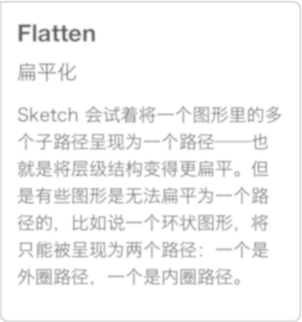 Flatten
扁平化
Sketch 会试着将一个图形里的多
个子路径呈现为一个路径——也
就是将层级结构变得更扁平。但
是有些图形是无法扁平为一个路
径的，比如说一个环状图形，将
只能被呈现为两个路径：一个是
外圈路径，一个是内圈路径。